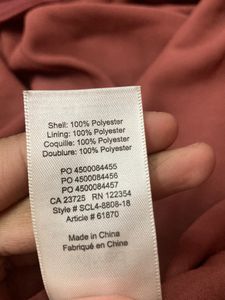 Shell: 100% Polyester
Lining: 100% Polyester
Coquille: 100% Polyester
Doublure: 100% Polyester
PO 4500084455
PO 4500084456
PO 4500084457
CA 23725 RN 122354
Style # SCL4-8808-18
Article # 61870
Made in China
Fabriqué en Chine